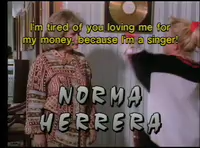 I'm tired of you loving me for
my money, because I'm a singer.
NORMA
HERRERA